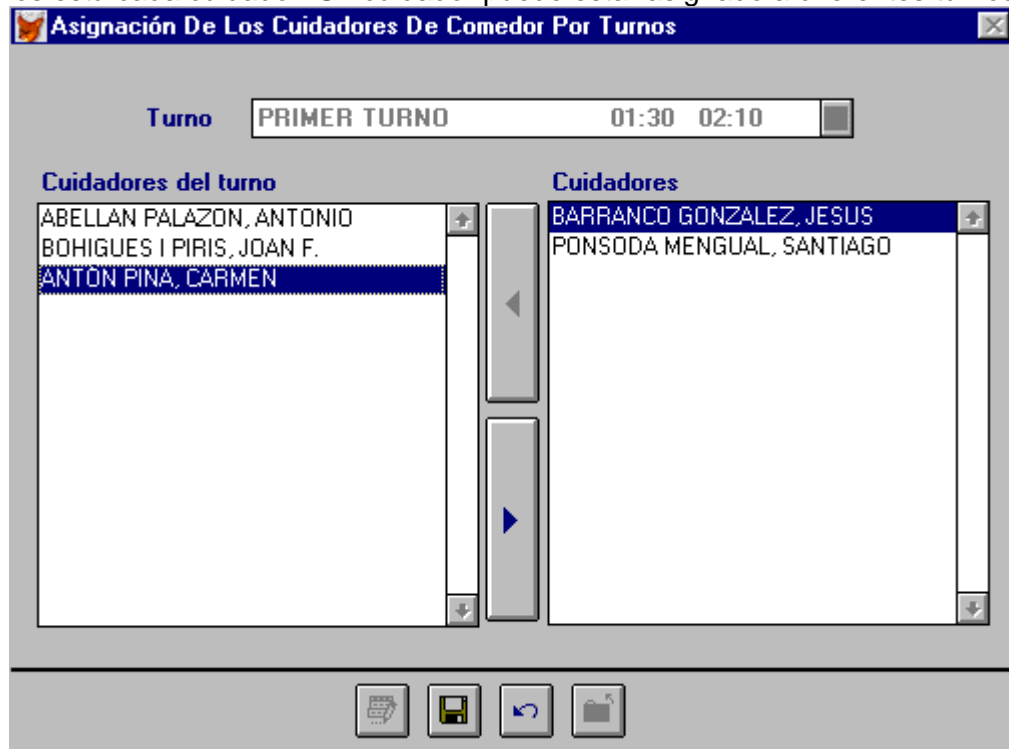 Asignación De Los Cuidadores De Comedor Por Turnos
Turno PRIMER TURNO 01:30 02:10
Cuidadores del turno Cuidadores
ABELLAN PALAZON, ANTONIO
BOHIGUES I PIRIS, JOAN F.
ANTÓN PINA, CARMEN
BARRANCO GONZALEZ, JESUS
PONSODA MENGUAL, SANTIAGO